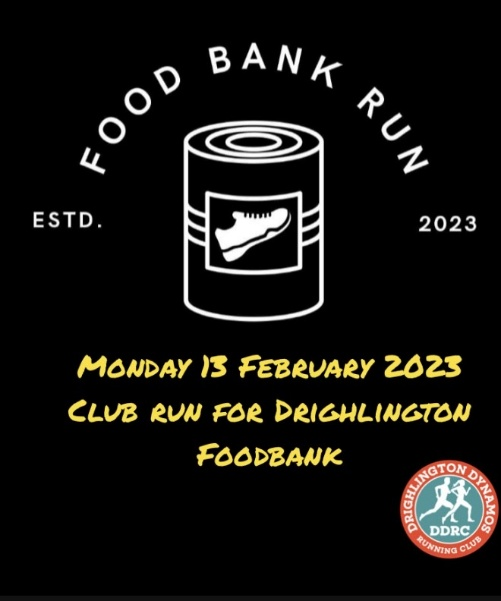 FOOD BANK RUN
ESTD.
2023
Monday 13 February 2023
Club run for Drighlington
Foodbank
DRIGHLINGTON DYNAMOS
DDRC
RUNNING CLUB